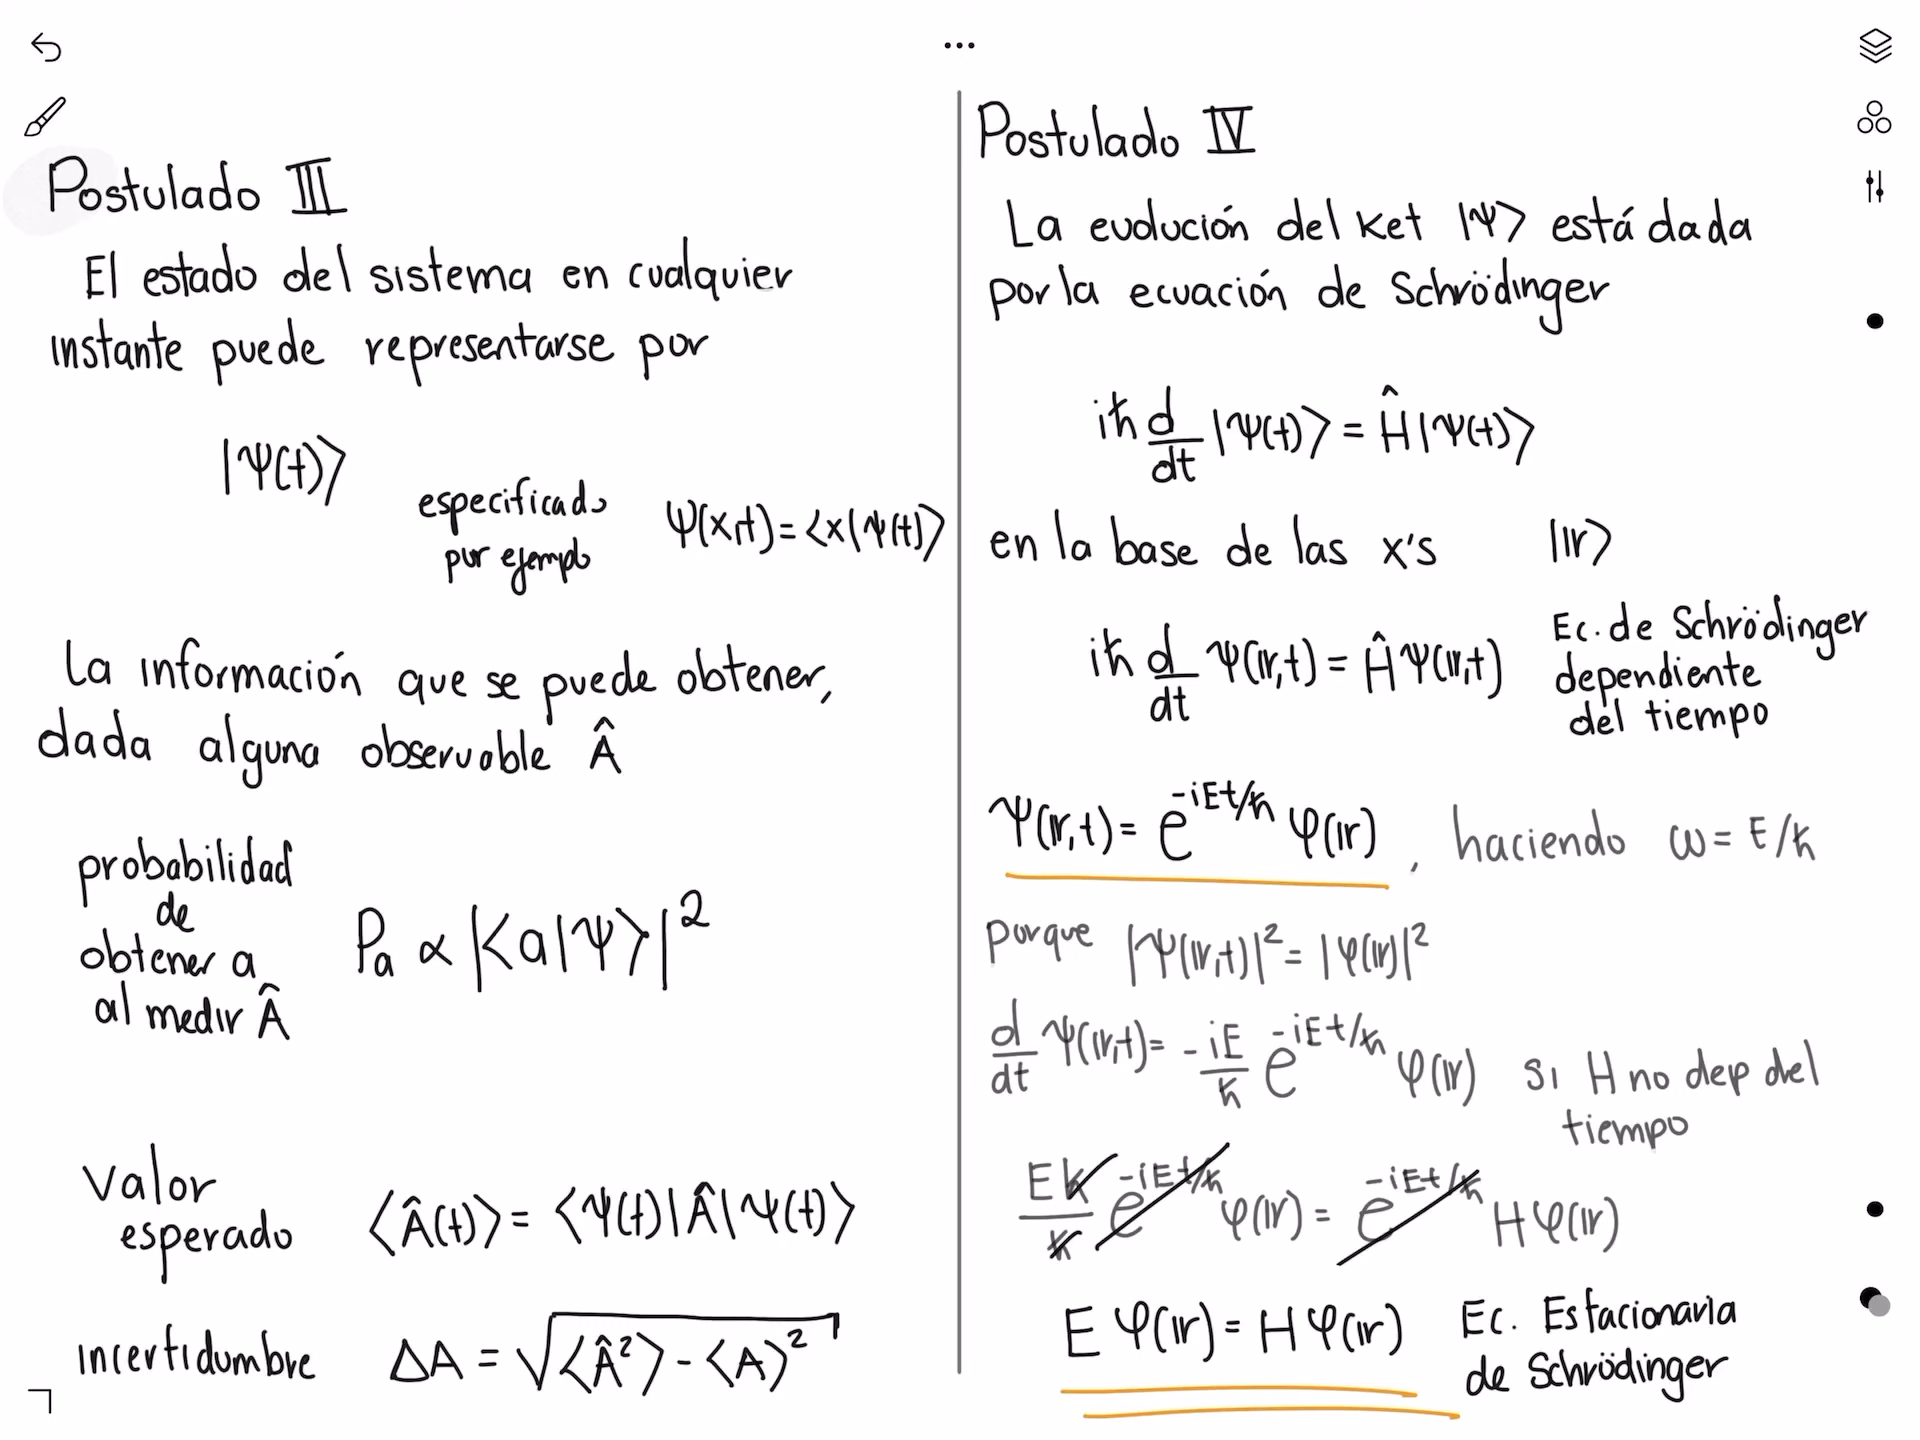 Postulado III
El estado del sistema en cualquier
instante puede representarse por
|Ψ(t)⟩
especificado
por ejemplo
Ψ(x,t)=⟨x|Ψ(t)⟩
La información que se puede obtener,
dada alguna observable Â
probabilidad
de
obtener a
al medir Â
Pa ∝ |⟨a|Ψ⟩|²
Valor
esperado
⟨Â(t)⟩= ⟨Ψ(t)|Â|Ψ(t)⟩
incertidumbre ΔA = √(⟨Â²⟩-⟨A⟩²)
Postulado IV
La evolución del ket |Ψ⟩ está dada
por la ecuación de Schrödinger
iħ d/dt |Ψ(t)⟩ = Ĥ|Ψ(t)⟩
en la base de las x's |𝕣⟩
iħ d/dt Ψ(𝕣,t) = ĤΨ(𝕣,t)
Ec. de Schrödinger
dependiente
del tiempo
Ψ(𝕣,t)= e^{-iEt/ħ} φ(𝕣), haciendo ω= E/ħ
porque |Ψ(𝕣,t)|²= |φ(𝕣)|²
d/dt Ψ(𝕣,t)= -iE/ħ e^{-iEt/ħ} φ(𝕣) si H no dep del
tiempo
Eħ/ħ e^{-iEt/ħ} φ(𝕣) = e^{-iEt/ħ} Hφ(𝕣)
E φ(𝕣)= Hφ(𝕣)
Ec. Estacionaria
de Schrödinger